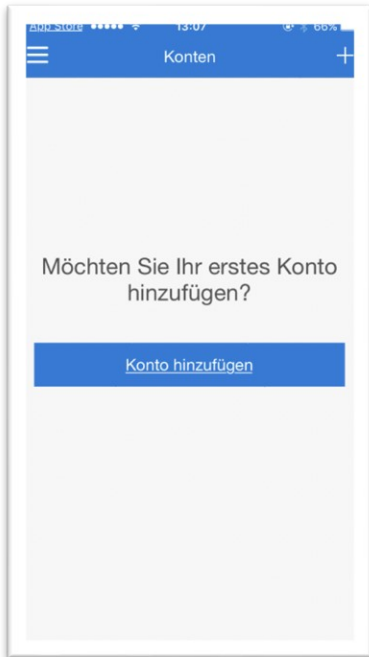 App Store 13:07 66%
Konten
Möchten Sie Ihr erstes Konto
hinzufügen?
Konto hinzufügen